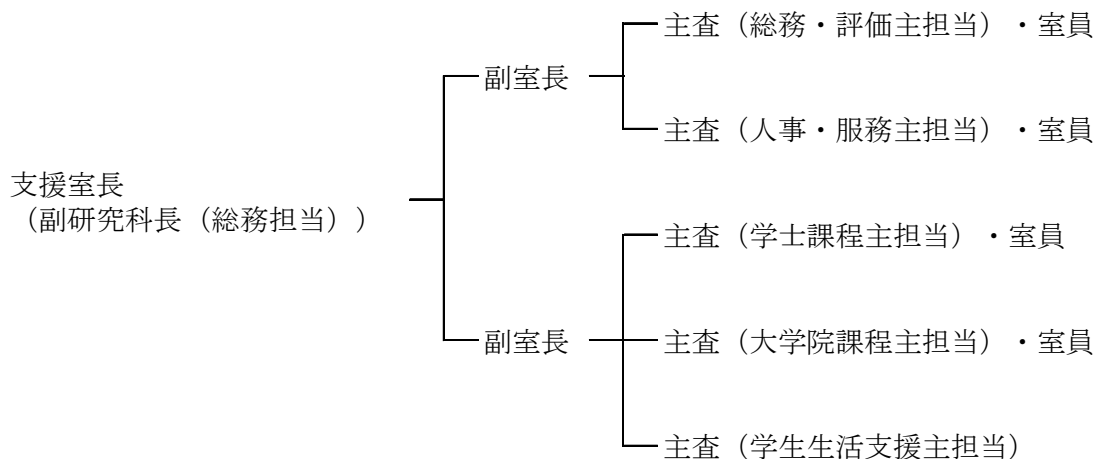 支援室長
（副研究科長（総務担当））
副室長
主査（総務・評価主担当）・室員
主査（人事・服務主担当）・室員
副室長
主査（学士課程主担当）・室員
主査（大学院課程主担当）・室員
主査（学生生活支援主担当）